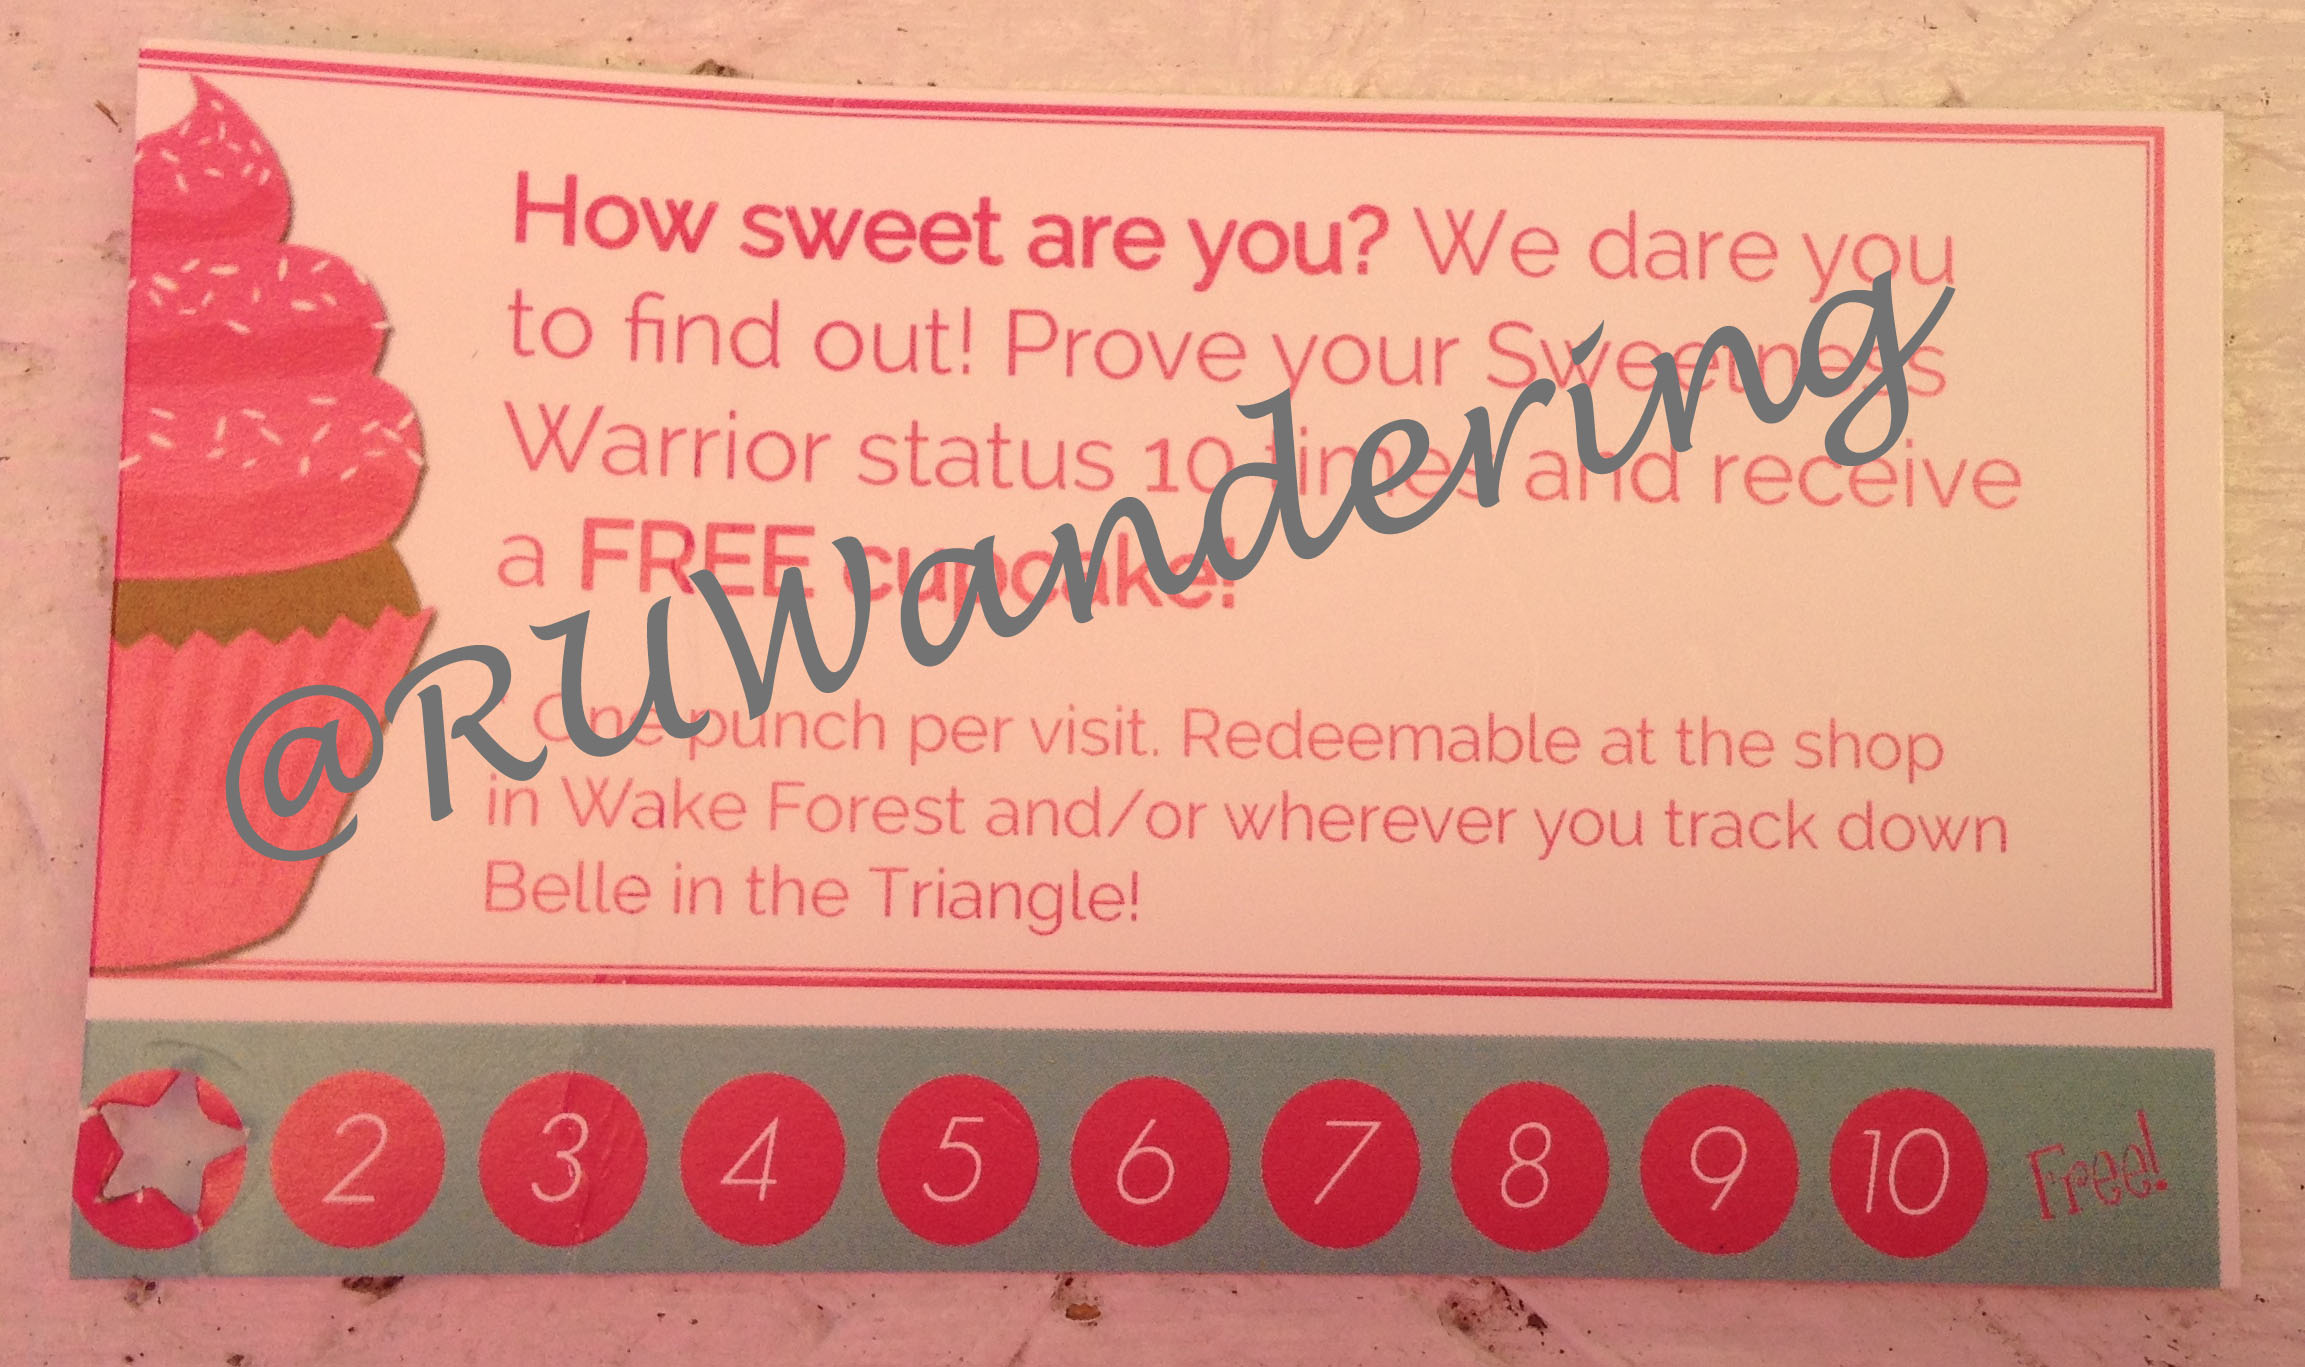 How sweet are you? We dare you
to find out! Prove your Sweetness
Warrior status 10 times and receive
a FREE cupcake!
@RUWandering
* One punch per visit. Redeemable at the shop
in Wake Forest and/or wherever you track down
Belle in the Triangle!
2 3 4 5 6 7 8 9 10 Free!